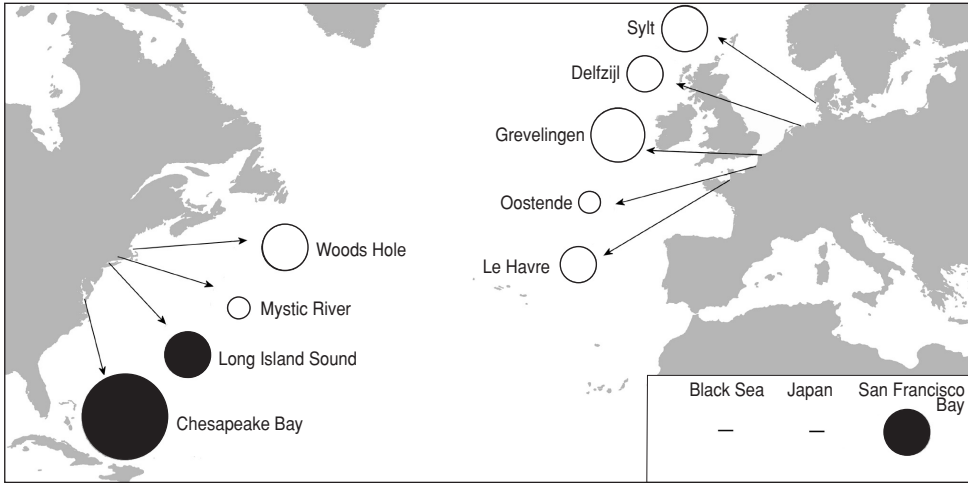 Sylt
Delfzijl
Grevelingen
Oostende
Le Havre
Woods Hole
Mystic River
Long Island Sound
Chesapeake Bay
Black Sea Japan San Francisco
Bay
– –